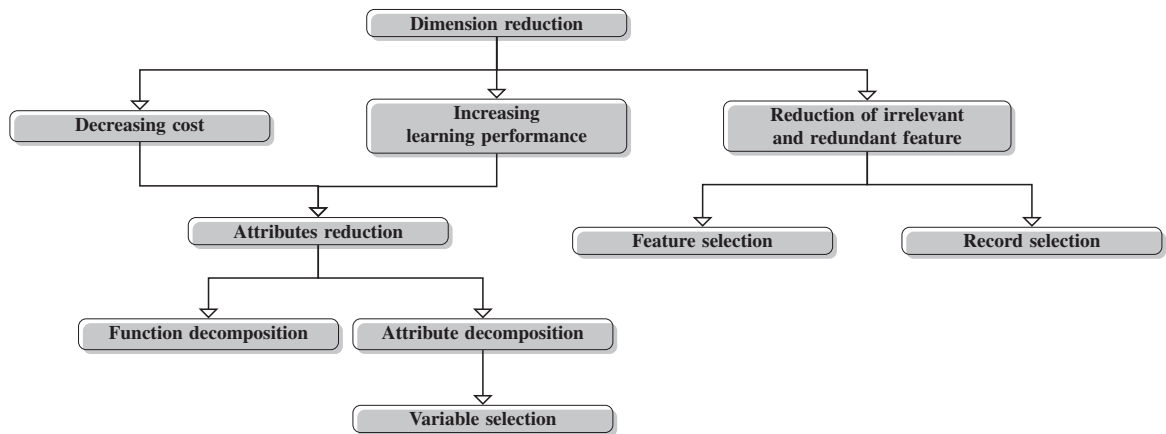 Dimension reduction
Decreasing cost
Increasing
learning performance
Reduction of irrelevant
and redundant feature
Attributes reduction
Feature selection
Record selection
Function decomposition
Attribute decomposition
Variable selection